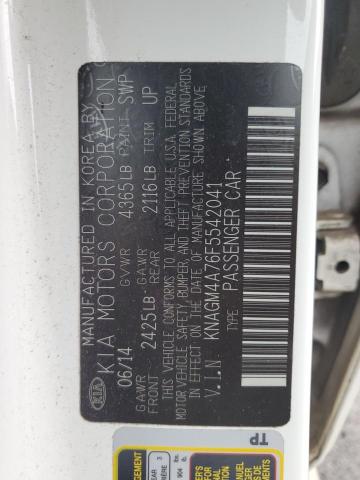 KIA
MANUFACTURED IN KOREA BY
KIA MOTORS CORPORATION
06/14 GVWR 4365LB PAINT SWP
GAWR FRONT 2425LB GAWR REAR 2116LB TRIM UP
THIS VEHICLE CONFORMS TO ALL APPLICABLE U.S.A. FEDERAL
MOTOR VEHICLE SAFETY, BUMPER, AND THEFT PREVENTION STANDARDS
IN EFFECT ON THE DATE OF MANUFACTURE SHOWN ABOVE
V.I.N KNAGM4A76F5542041
TYPE: PASSENGER CAR
TP